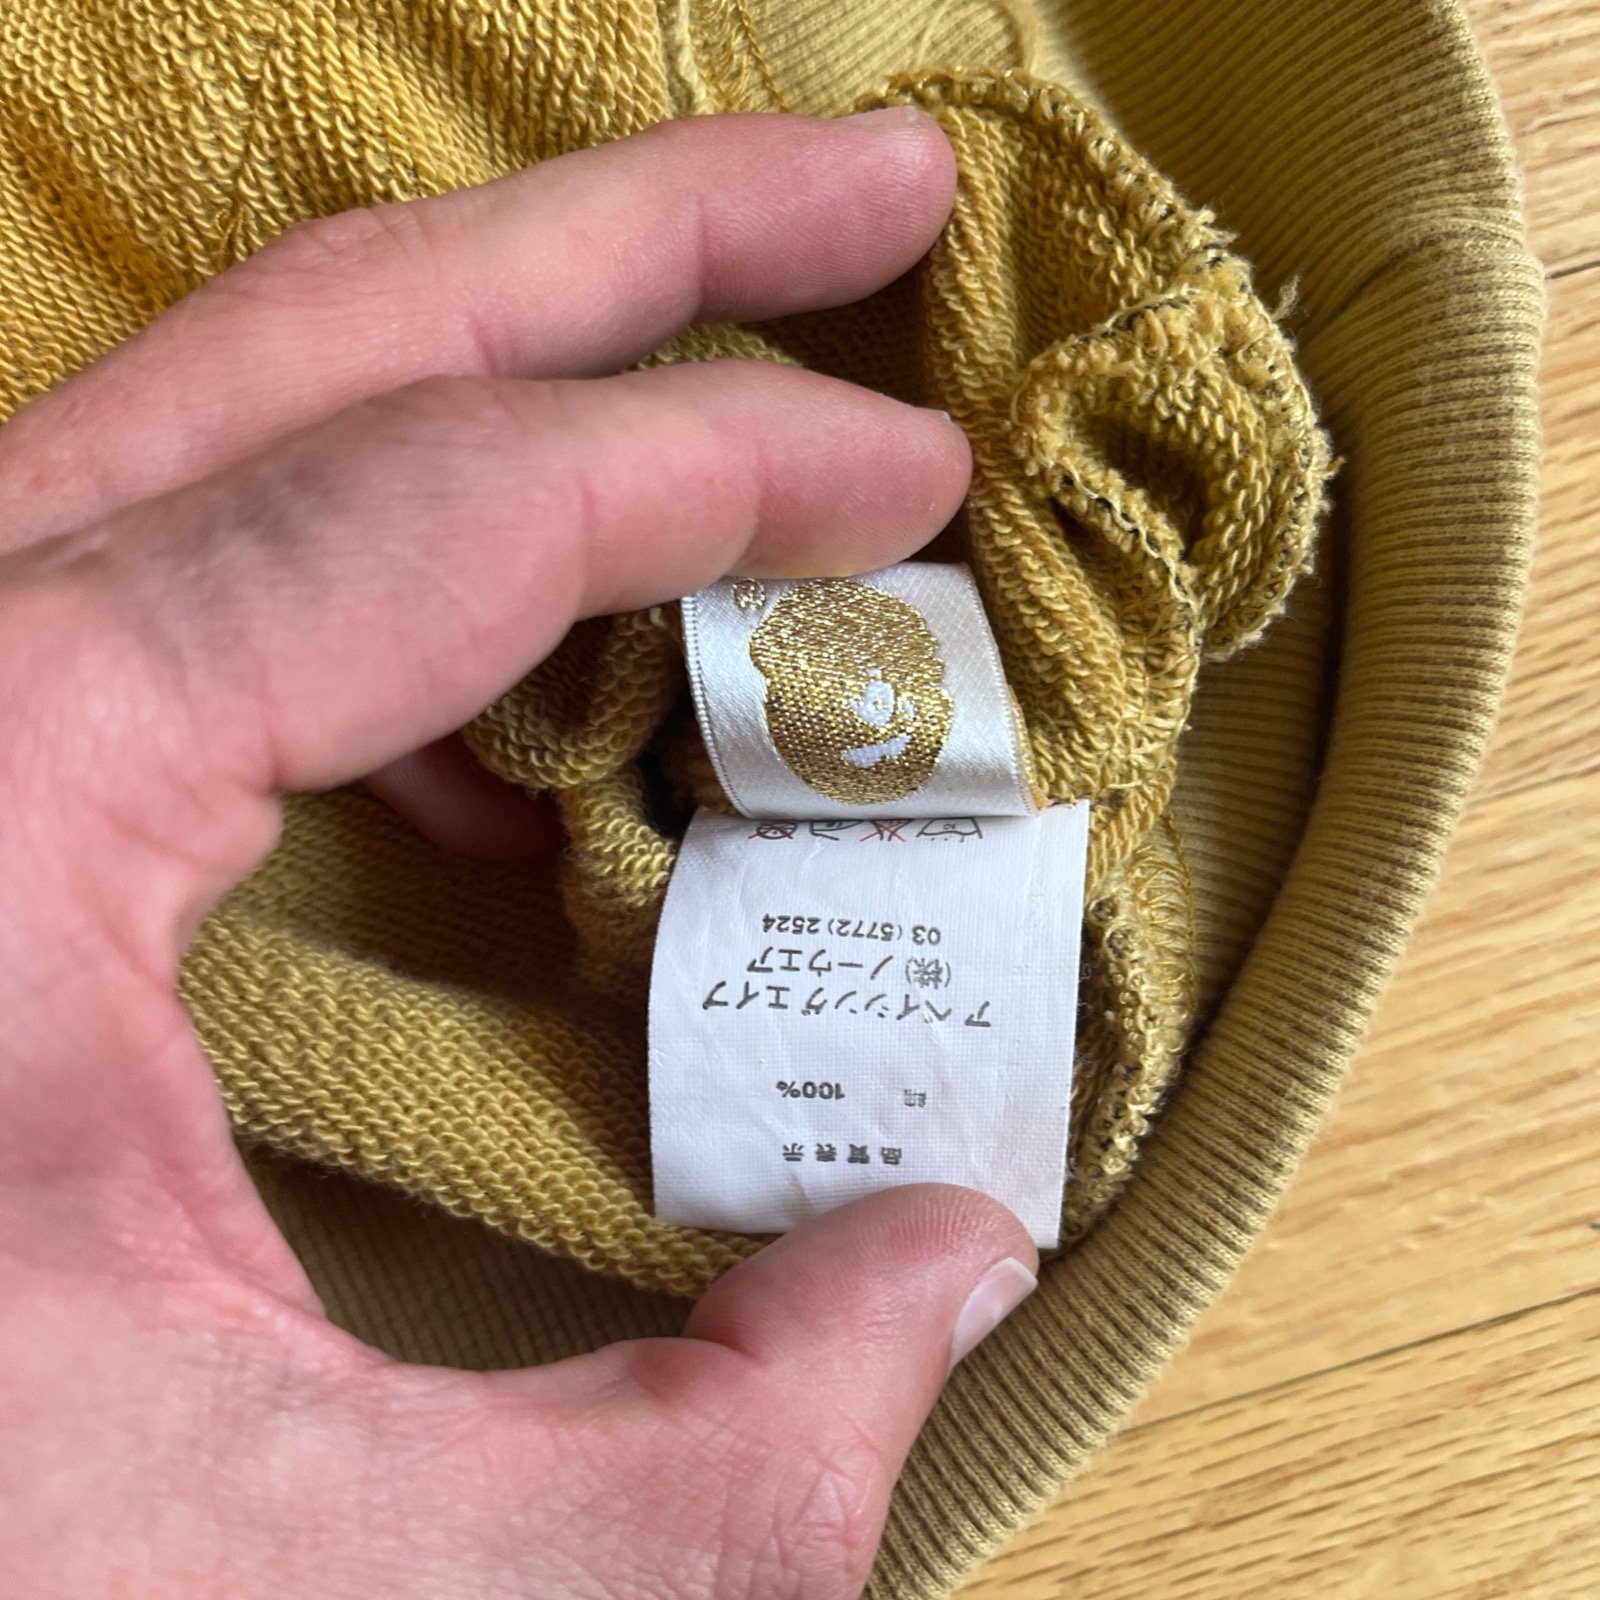 品質表示
綿 100%
アベイシングエイプ
(株)ノーウエア
03(5772)2524